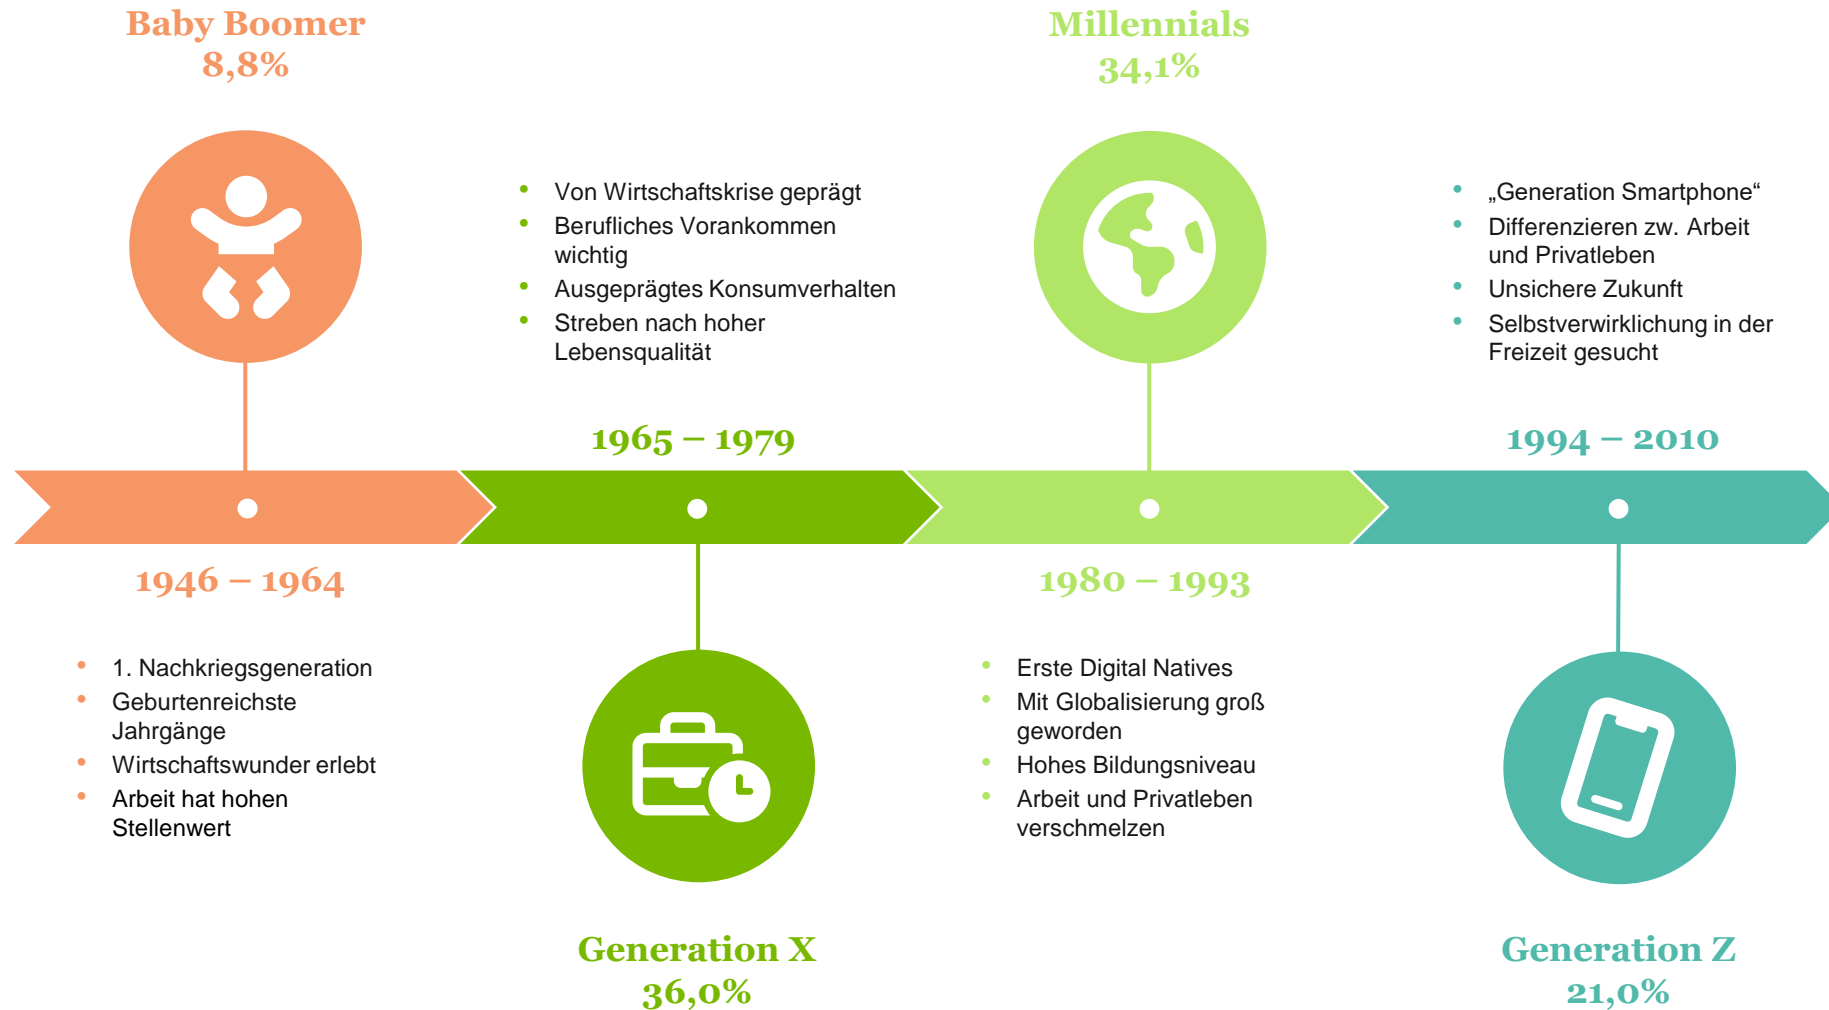 Baby Boomer
8,8%
1946 – 1964
1. Nachkriegsgeneration
Geburtenreichste
Jahrgänge
Wirtschaftswunder erlebt
Arbeit hat hohen
Stellenwert
Von Wirtschaftskrise geprägt
Berufliches Vorankommen
wichtig
Ausgeprägtes Konsumverhalten
Streben nach hoher
Lebensqualität
1965 – 1979
Generation X
36,0%
Millennials
34,1%
1980 – 1993
Erste Digital Natives
Mit Globalisierung groß
geworden
Hohes Bildungsniveau
Arbeit und Privatleben
verschmelzen
„Generation Smartphone“
Differenzieren zw. Arbeit
und Privatleben
Unsichere Zukunft
Selbstverwirklichung in der
Freizeit gesucht
1994 – 2010
Generation Z
21,0%